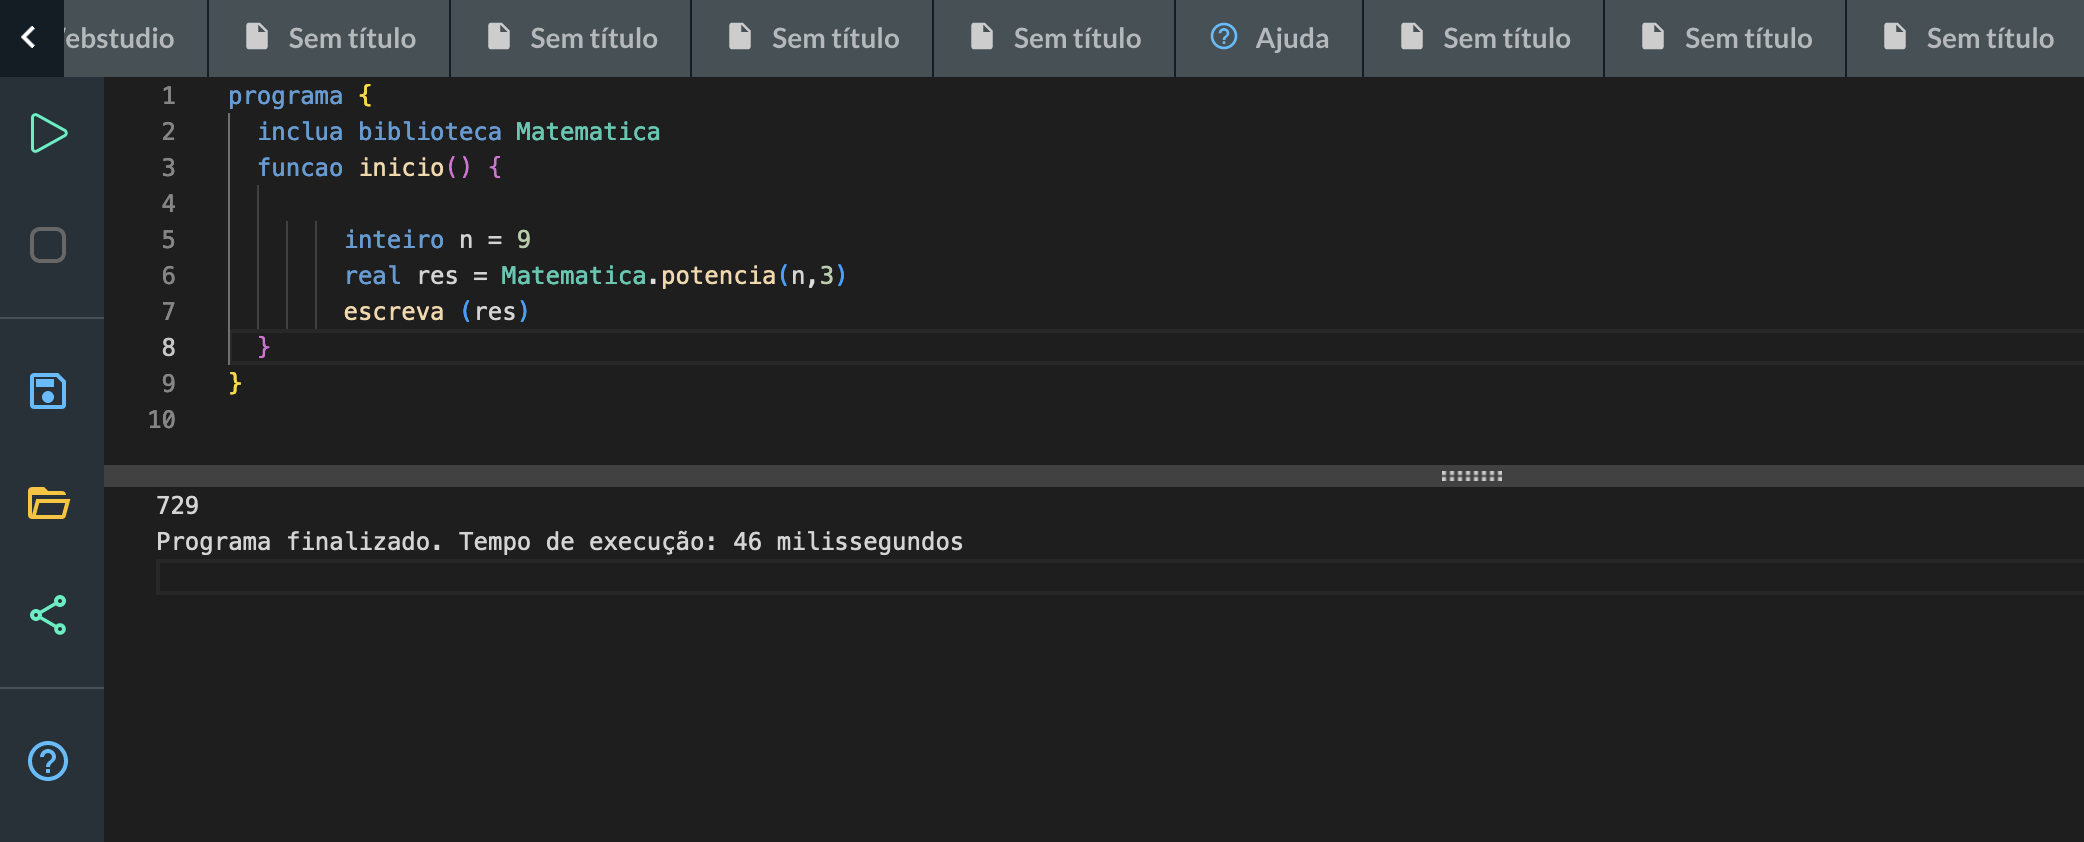 ebstudio Sem título Sem título Sem título Sem título Ajuda Sem título Sem título Sem título
1 programa {
2 inclua biblioteca Matematica
3 funcao inicio() {
4
5 inteiro n = 9
6 real res = Matematica.potencia(n,3)
7 escreva (res)
8 }
9 }
10
729
Programa finalizado. Tempo de execução: 46 milissegundos